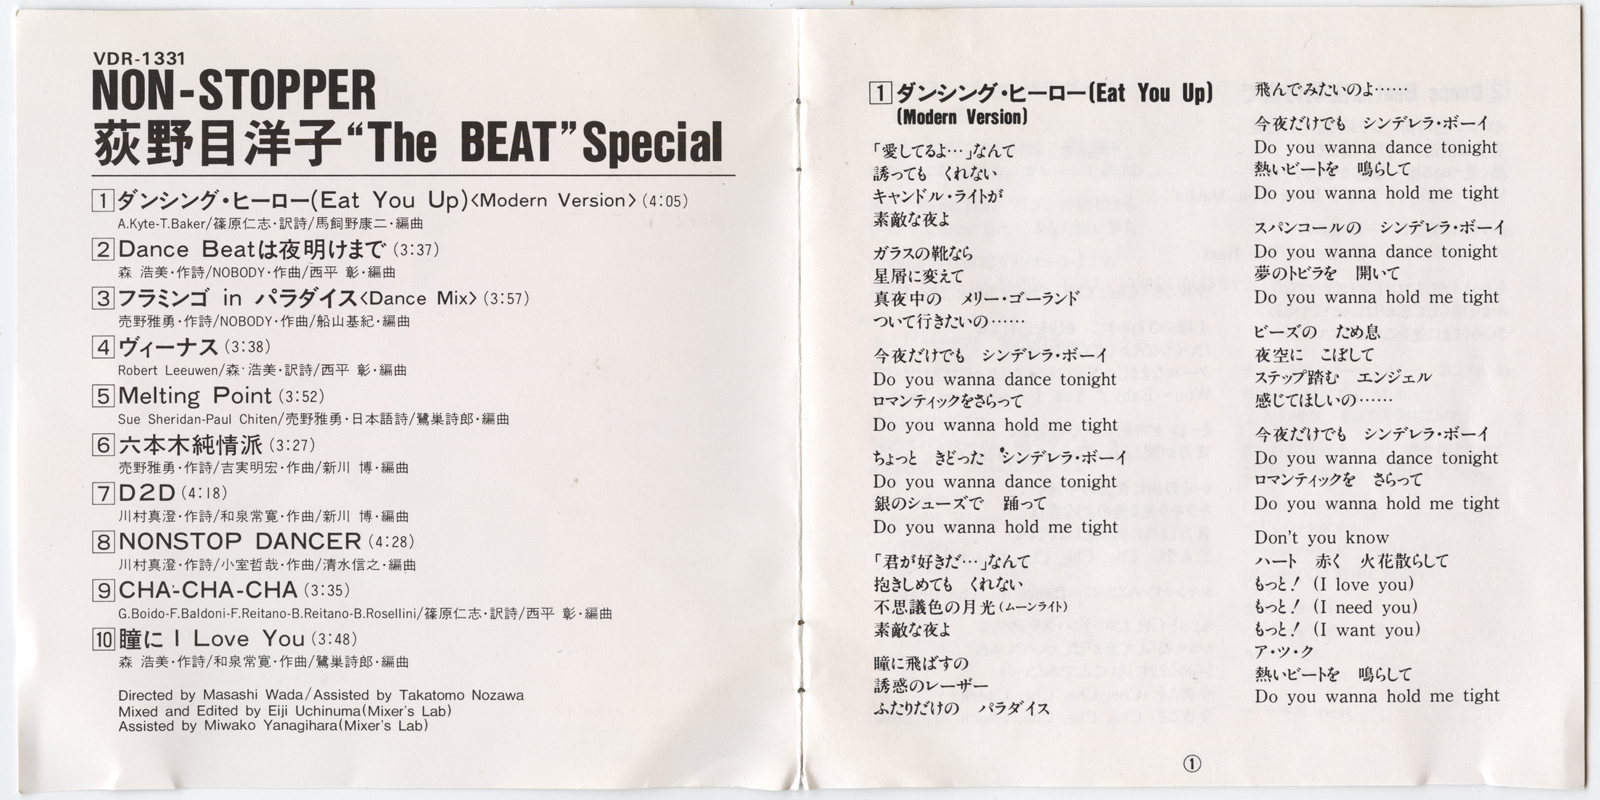 VDR-1331
NON-STOPPER
荻野目洋子“The BEAT”Special
1 ダンシング・ヒーロー(Eat You Up)<Modern Version>(4:05)
A.Kyte-T.Baker/篠原仁志・訳詩/馬飼野康二・編曲
2 Dance Beatは夜明けまで(3:37)
森 浩美・作詩/NOBODY・作曲/西平 彰・編曲
3 フラミンゴ in パラダイス<Dance Mix>(3:57)
売野雅勇・作詩/NOBODY・作曲/船山基紀・編曲
4 ヴィーナス(3:38)
Robert Leeuwen/森 浩美・訳詩/西平 彰・編曲
5 Melting Point(3:52)
Sue Sheridan-Paul Chiten/売野雅勇・日本語詩/鷺巣詩郎・編曲
6 六本木純情派(3:27)
売野雅勇・作詩/吉実明宏・作曲/新川 博・編曲
7 D2D(4:18)
川村真澄・作詩/和泉常寛・作曲/新川 博・編曲
8 NONSTOP DANCER(4:28)
川村真澄・作詩/小室哲哉・作曲/清水信之・編曲
9 CHA-CHA-CHA(3:35)
G.Boido-F.Baldoni-F.Reitano-B.Reitano-B.Rosellini/篠原仁志・訳詩/西平 彰・編曲
10 瞳に I Love You(3:48)
森 浩美・作詩/和泉常寛・作曲/鷺巣詩郎・編曲
Directed by Masashi Wada/Assisted by Takatomo Nozawa
Mixed and Edited by Eiji Uchinuma(Mixer's Lab)
Assisted by Miwako Yanagihara(Mixer's Lab)
1 ダンシング・ヒーロー(Eat You Up)
(Modern Version)
「愛してるよ…」なんて
誘っても くれない
キャンドル・ライトが
素敵な夜よ
ガラスの靴なら
星屑に変えて
真夜中の メリー・ゴーランド
ついて行きたいの……
今夜だけでも シンデレラ・ボーイ
Do you wanna dance tonight
ロマンティックをさらって
Do you wanna hold me tight
ちょっと きどった シンデレラ・ボーイ
Do you wanna dance tonight
銀のシューズで 踊って
Do you wanna hold me tight
「君が好きだ…」なんて
抱きしめても くれない
不思議色の月光(ムーンライト)
素敵な夜よ
瞳に飛ばすの
誘惑のレーザー
ふたりだけの パラダイス
飛んでみたいのよ……
今夜だけでも シンデレラ・ボーイ
Do you wanna dance tonight
熱いビートを 鳴らして
Do you wanna hold me tight
スパンコールの シンデレラ・ボーイ
Do you wanna dance tonight
夢のトビラを 開いて
Do you wanna hold me tight
ビーズの ため息
夜空に こぼして
ステップ踏む エンジェル
感じてほしいの……
今夜だけでも シンデレラ・ボーイ
Do you wanna dance tonight
ロマンティックを さらって
Do you wanna hold me tight
Don't you know
ハート 赤く 火花散らして
もっと! (I love you)
もっと! (I need you)
もっと! (I want you)
ア・ツ・ク
熱いビートを 鳴らして
Do you wanna hold me tight
①